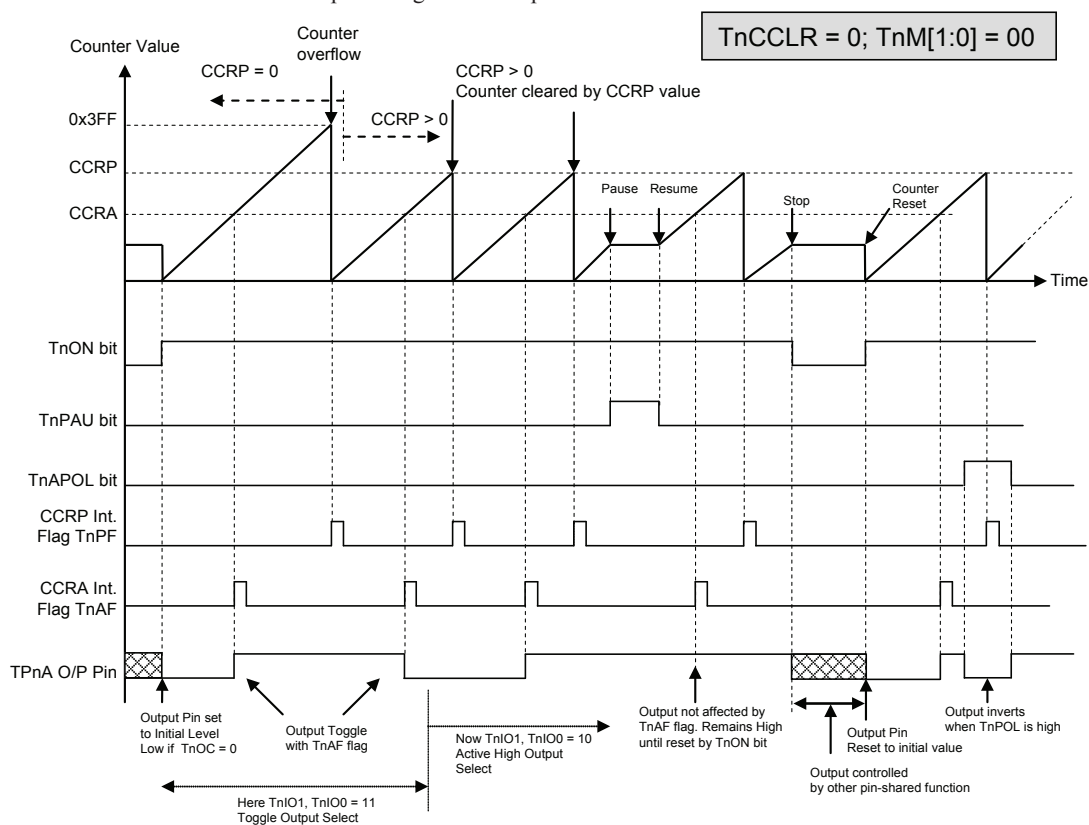 TnCCLR = 0; TnM[1:0] = 00
Counter Value
Counter
overflow
CCRP = 0
CCRP > 0
CCRP > 0
Counter cleared by CCRP value
0x3FF
CCRP
CCRA
Pause
Resume
Stop
Counter
Reset
Time
TnON bit
TnPAU bit
TnAPOL bit
CCRP Int.
Flag TnPF
CCRA Int.
Flag TnAF
TPnA O/P Pin
Output Pin set
to Initial Level
Low if TnOC = 0
Output Toggle
with TnAF flag
Now TnIO1, TnIO0 = 10
Active High Output
Select
Output not affected by
TnAF flag. Remains High
until reset by TnON bit
Output Pin
Reset to initial value
Output inverts
when TnPOL is high
Output controlled
by other pin-shared function
Here TnIO1, TnIO0 = 11
Toggle Output Select